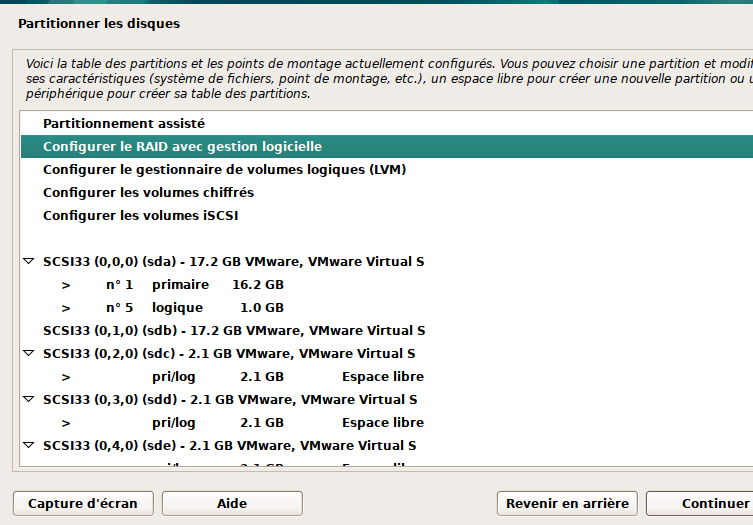 Partitionner les disques
Voici la table des partitions et les points de montage actuellement configurés. Vous pouvez choisir une partition et modif
ses caractéristiques (système de fichiers, point de montage, etc.), un espace libre pour créer une nouvelle partition ou u
périphérique pour créer sa table des partitions.
Partitionnement assisté
Configurer le RAID avec gestion logicielle
Configurer le gestionnaire de volumes logiques (LVM)
Configurer les volumes chiffrés
Configurer les volumes iSCSI
SCSI33 (0,0,0) (sda) - 17.2 GB VMware, VMware Virtual S
> n° 1 primaire 16.2 GB
> n° 5 logique 1.0 GB
SCSI33 (0,1,0) (sdb) - 17.2 GB VMware, VMware Virtual S
SCSI33 (0,2,0) (sdc) - 2.1 GB VMware, VMware Virtual S
> pri/log 2.1 GB Espace libre
SCSI33 (0,3,0) (sdd) - 2.1 GB VMware, VMware Virtual S
> pri/log 2.1 GB Espace libre
SCSI33 (0,4,0) (sde) - 2.1 GB VMware, VMware Virtual S
Capture d'écran Aide Revenir en arrière Continuer